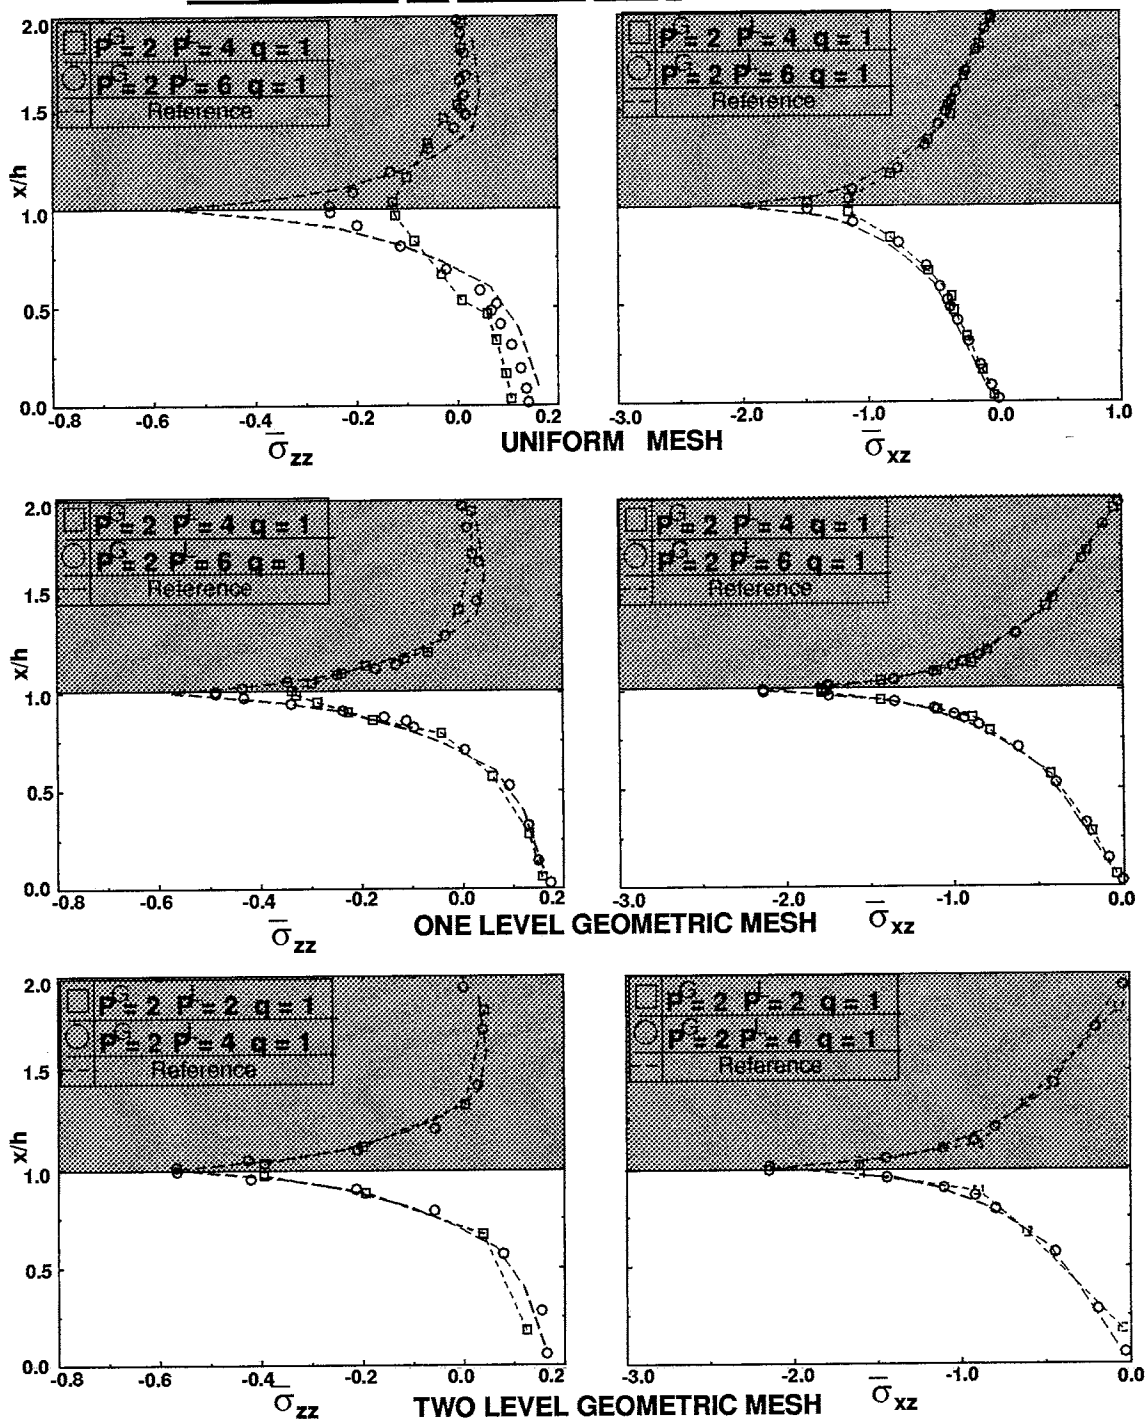 2.0
P^G=2 P^L=4 q=1
P^G=2 P^L=6 q=1
Reference
1.5
x/h
1.0
0.5
0.0
-0.8 -0.6 -0.4 -0.2 0.0 0.2
σ̅zz
P^G=2 P^L=4 q=1
P^G=2 P^L=6 q=1
Reference
-3.0 -2.0 -1.0 0.0 1.0
σ̅xz
UNIFORM MESH
2.0
P^G=2 P^L=4 q=1
P^G=2 P^L=6 q=1
Reference
1.5
x/h
1.0
0.5
0.0
-0.8 -0.6 -0.4 -0.2 0.0 0.2
σ̅zz
P^G=2 P^L=4 q=1
P^G=2 P^L=6 q=1
Reference
-3.0 -2.0 -1.0 0.0
σ̅xz
ONE LEVEL GEOMETRIC MESH
2.0
P^G=2 P^L=2 q=1
P^G=2 P^L=4 q=1
Reference
1.5
x/h
1.0
0.5
0.0
-0.8 -0.6 -0.4 -0.2 0.0 0.2
σ̅zz
P^G=2 P^L=2 q=1
P^G=2 P^L=4 q=1
Reference
-3.0 -2.0 -1.0 0.0
σ̅xz
TWO LEVEL GEOMETRIC MESH